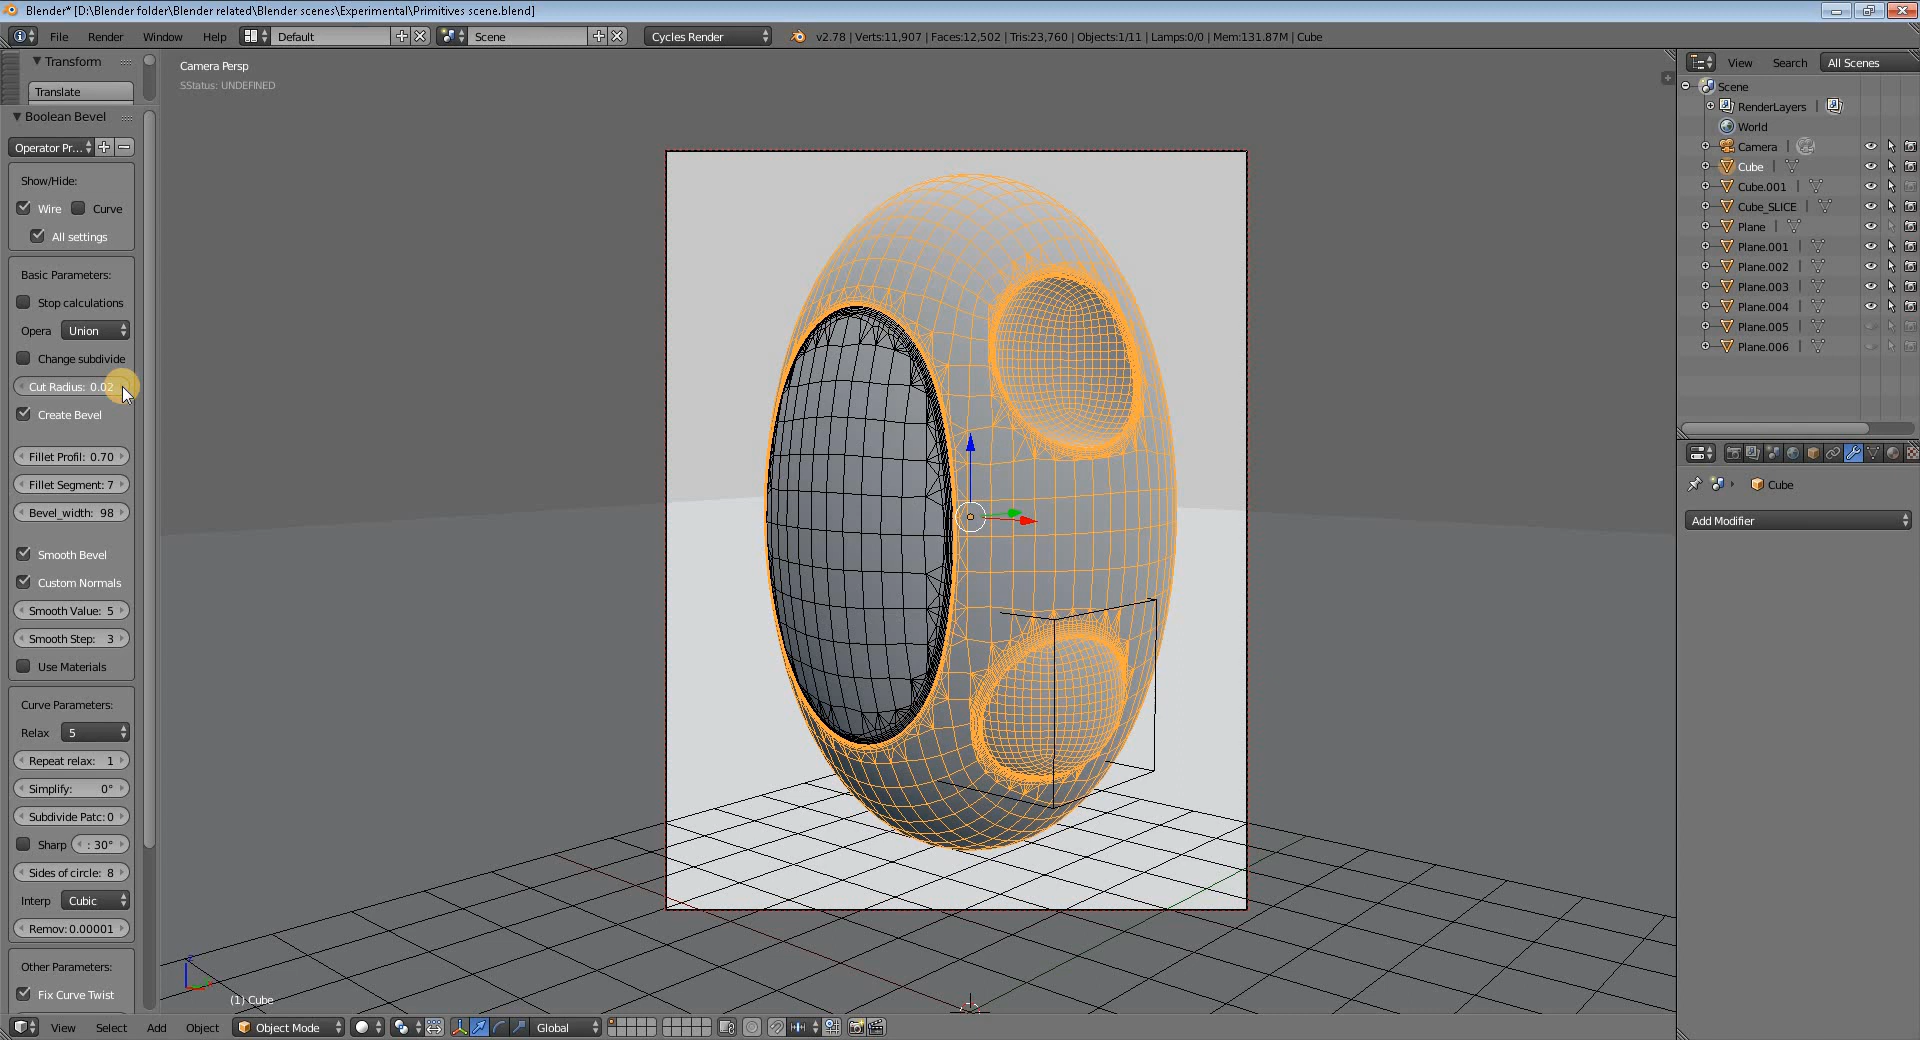 Blender* [D:\Blender folder\Blender related\Blender scenes\Experimental\Primitives scene.blend]
File Render Window Help Default Scene Cycles Render v2.78 | Verts:11,907 | Faces:12,502 | Tris:23,760 | Objects:1/11 | Lamps:0/0 | Mem:131.87M | Cube
Transform
Translate
Boolean Bevel
Operator Pr...
Show/Hide:
Wire Curve
All settings
Basic Parameters:
Stop calculations
Opera Union
Change subdivide
Cut Radius: 0.02
Create Bevel
Fillet Profil: 0.70
Fillet Segment: 7
Bevel_width: 98
Smooth Bevel
Custom Normals
Smooth Value: 5
Smooth Step: 3
Use Materials
Curve Parameters:
Relax 5
Repeat relax: 1
Simplify: 0°
Subdivide Patc: 0
Sharp : 30°
Sides of circle: 8
Interp Cubic
Remov: 0.00001
Other Parameters:
Fix Curve Twist
Camera Persp
SStatus: UNDEFINED
(1) Cube
View Select Add Object Object Mode Global
View Search All Scenes
Scene
RenderLayers
World
Camera
Cube
Cube.001
Cube_SLICE
Plane
Plane.001
Plane.002
Plane.003
Plane.004
Plane.005
Plane.006
Cube
Add Modifier